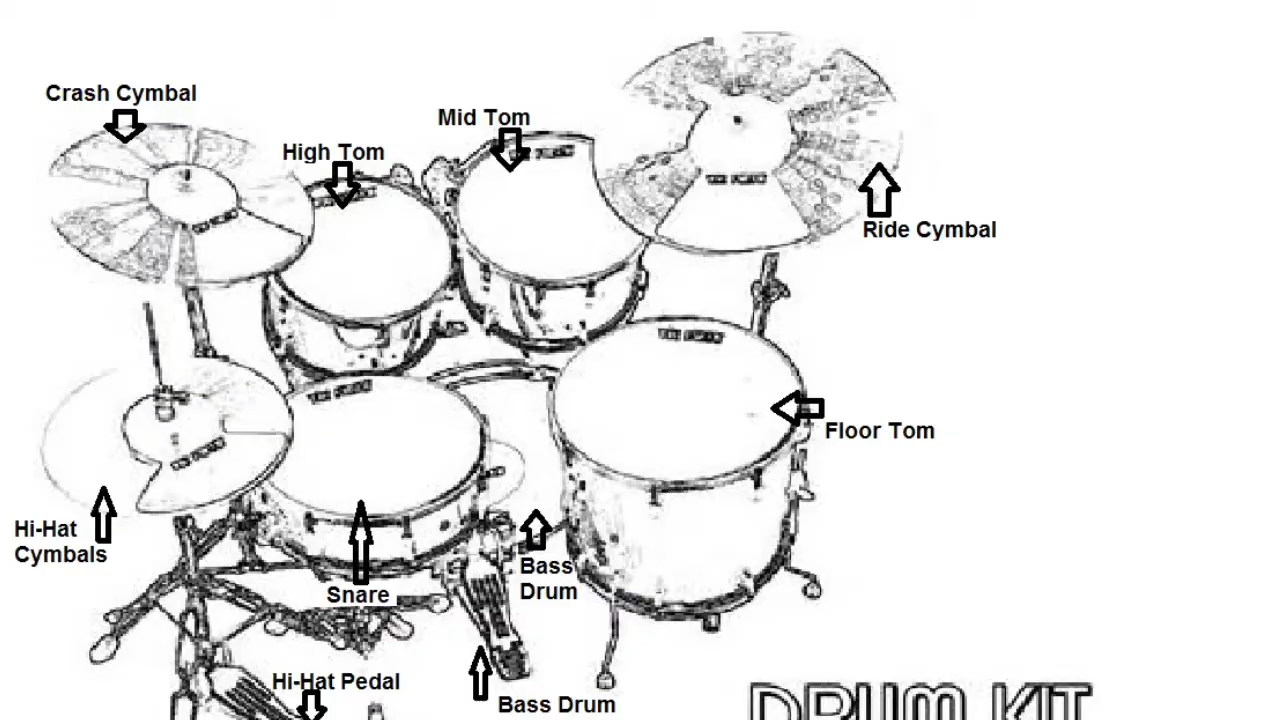 Crash Cymbal
Mid Tom
High Tom
Ride Cymbal
Floor Tom
Hi-Hat
Cymbals
Bass
Drum
Snare
Hi-Hat Pedal
Bass Drum
DRUM KIT